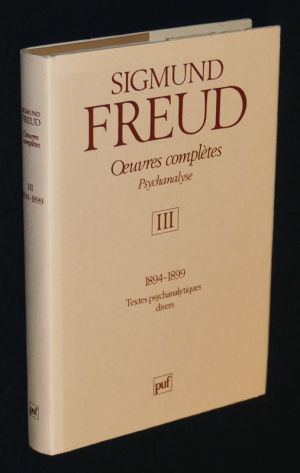 SIGMUND
FREUD
Œuvres complètes
Psychanalyse
III
1894-1899
Textes psychanalytiques
divers
puf
SIGMUND
FREUD
Œuvres
complètes
III
1894-1899
puf